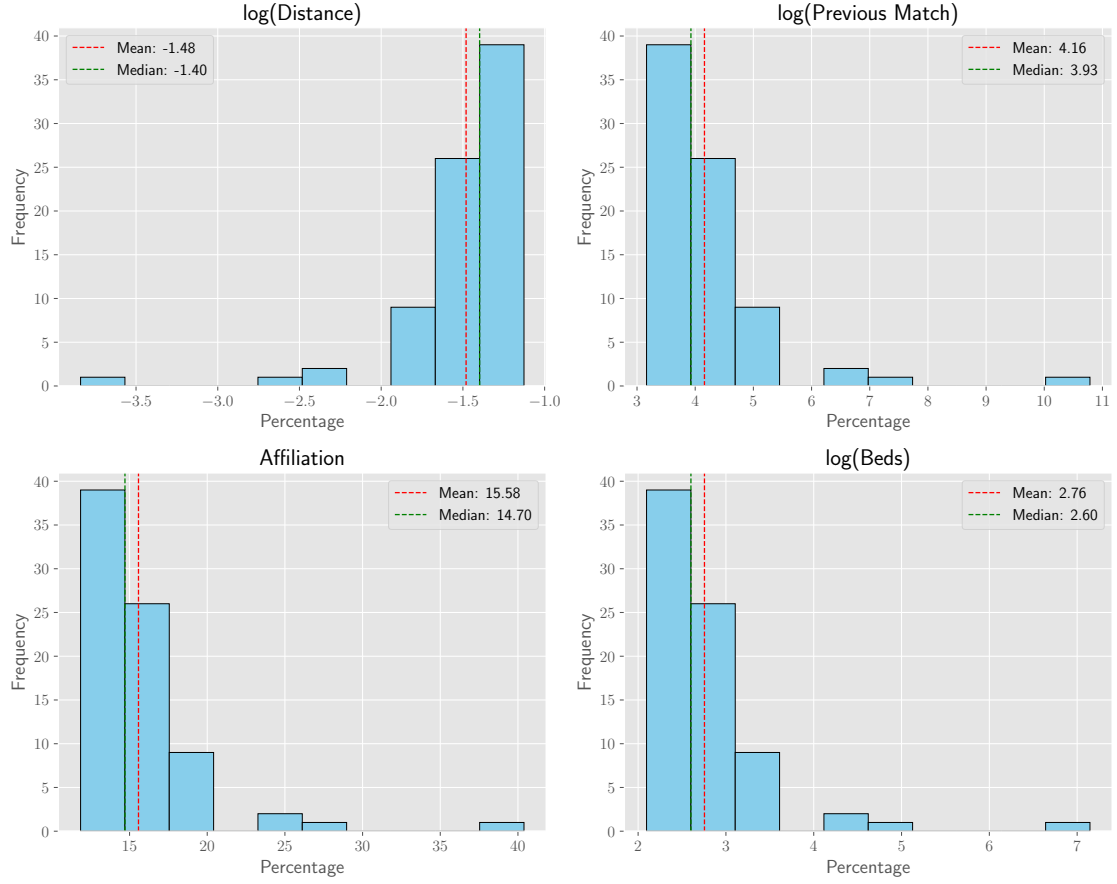 log(Distance)
Mean: -1.48
Median: -1.40
40
35
30
25
20
15
10
5
0
Frequency
−3.5 −3.0 −2.5 −2.0 −1.5 −1.0
Percentage
log(Previous Match)
Mean: 4.16
Median: 3.93
40
35
30
25
20
15
10
5
0
Frequency
3 4 5 6 7 8 9 10 11
Percentage
Affiliation
Mean: 15.58
Median: 14.70
40
35
30
25
20
15
10
5
0
Frequency
15 20 25 30 35 40
Percentage
log(Beds)
Mean: 2.76
Median: 2.60
40
35
30
25
20
15
10
5
0
Frequency
2 3 4 5 6 7
Percentage